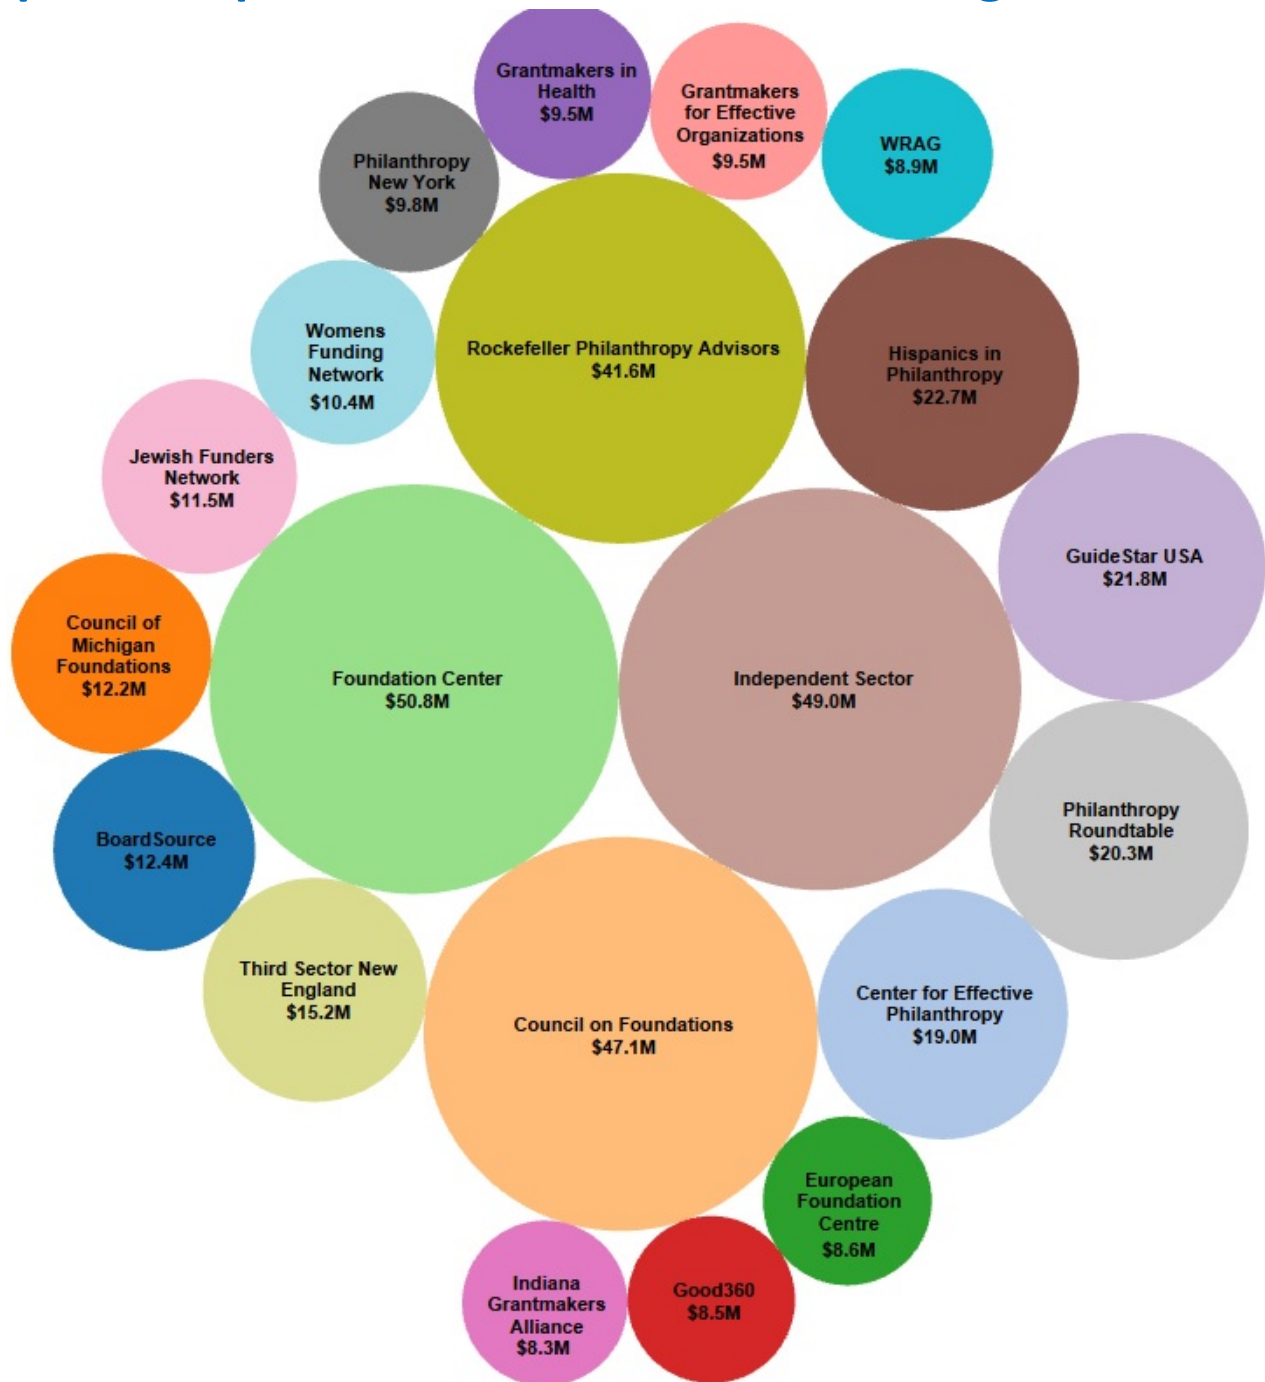 Grantmakers in
Health
$9.5M
Grantmakers
for Effective
Organizations
$9.5M
WRAG
$8.9M
Philanthropy
New York
$9.8M
Womens
Funding
Network
$10.4M
Rockefeller Philanthropy Advisors
$41.6M
Hispanics in
Philanthropy
$22.7M
Jewish Funders
Network
$11.5M
GuideStar USA
$21.8M
Council of
Michigan
Foundations
$12.2M
Foundation Center
$50.8M
Independent Sector
$49.0M
Philanthropy
Roundtable
$20.3M
BoardSource
$12.4M
Third Sector New
England
$15.2M
Council on Foundations
$47.1M
Center for Effective
Philanthropy
$19.0M
European
Foundation
Centre
$8.6M
Indiana
Grantmakers
Alliance
$8.3M
Good360
$8.5M